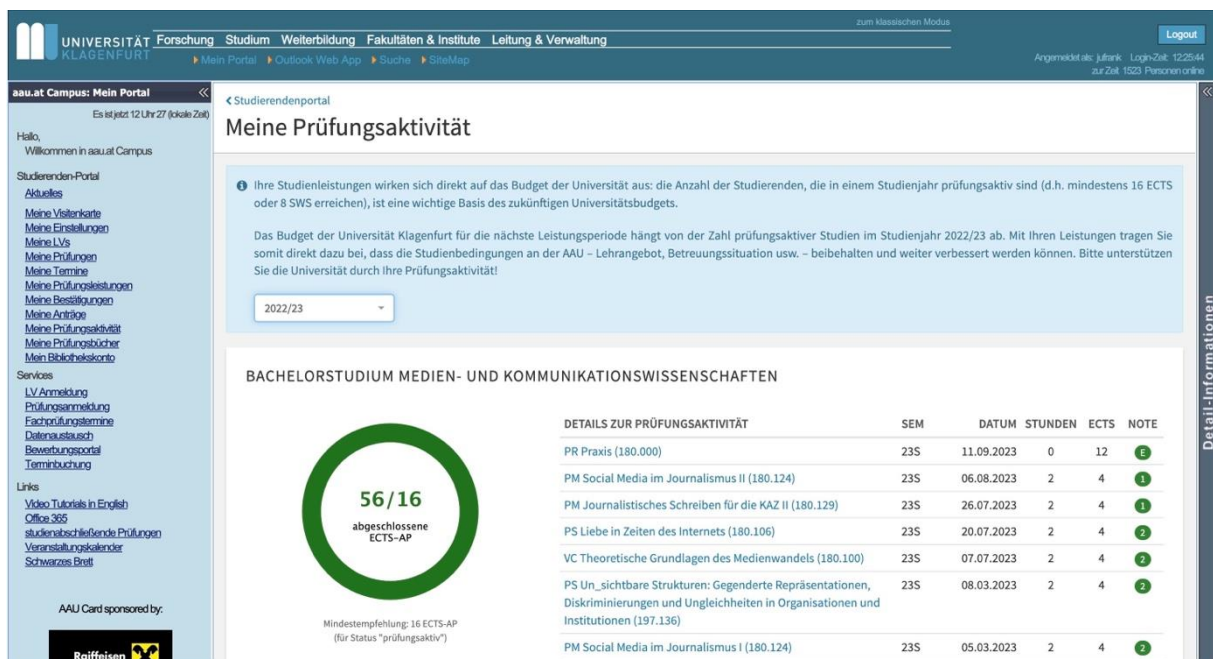 zum klassischen Modus
UNIVERSITÄT
KLAGENFURT
Forschung Studium Weiterbildung Fakultäten & Institute Leitung & Verwaltung
Mein Portal Outlook Web App Suche SiteMap
Logout
Angemeldet als: jufrank Login-Zeit: 12:25:44
zur Zeit 1523 Personen online
aau.at Campus: Mein Portal
Es ist jetzt 12 Uhr 27 (lokale Zeit)
Hallo,
Willkommen in aau.at Campus
Studierenden-Portal
Aktuelles
Meine Visitenkarte
Meine Einstellungen
Meine LVs
Meine Prüfungen
Meine Termine
Meine Prüfungsleistungen
Meine Bestätigungen
Meine Anträge
Meine Prüfungsaktivität
Meine Prüfungsbücher
Mein Bibliothekskonto
Services
LV Anmeldung
Prüfungsanmeldung
Fachprüfungstermine
Datenaustausch
Bewerbungsportal
Terminbuchung
Links
Video Tutorials in English
Office 365
studienabschließende Prüfungen
Veranstaltungskalender
Schwarzes Brett
AAU Card sponsored by:
Raiffeisen
Studierendenportal
Meine Prüfungsaktivität
Ihre Studienleistungen wirken sich direkt auf das Budget der Universität aus: die Anzahl der Studierenden, die in einem Studienjahr prüfungsaktiv sind (d.h. mindestens 16 ECTS
oder 8 SWS erreichen), ist eine wichtige Basis des zukünftigen Universitätsbudgets.
Das Budget der Universität Klagenfurt für die nächste Leistungsperiode hängt von der Zahl prüfungsaktiver Studien im Studienjahr 2022/23 ab. Mit Ihren Leistungen tragen Sie
somit direkt dazu bei, dass die Studienbedingungen an der AAU – Lehrangebot, Betreuungssituation usw. – beibehalten und weiter verbessert werden können. Bitte unterstützen
Sie die Universität durch Ihre Prüfungsaktivität!
2022/23
BACHELORSTUDIUM MEDIEN- UND KOMMUNIKATIONSWISSENSCHAFTEN
56/16
abgeschlossene
ECTS-AP
Mindestempfehlung: 16 ECTS-AP
(für Status "prüfungsaktiv")
DETAILS ZUR PRÜFUNGSAKTIVITÄT SEM DATUM STUNDEN ECTS NOTE
PR Praxis (180.000) 23S 11.09.2023 0 12 E
PM Social Media im Journalismus II (180.124) 23S 06.08.2023 2 4 1
PM Journalistisches Schreiben für die KAZ II (180.129) 23S 26.07.2023 2 4 1
PS Liebe in Zeiten des Internets (180.106) 23S 20.07.2023 2 4 2
VC Theoretische Grundlagen des Medienwandels (180.100) 23S 07.07.2023 2 4 2
PS Un_sichtbare Strukturen: Gegenderte Repräsentationen, 23S 08.03.2023 2 4 2
Diskriminierungen und Ungleichheiten in Organisationen und
Institutionen (197.136)
PM Social Media im Journalismus I (180.124) 23S 05.03.2023 2 4 2
Detail-Informationen